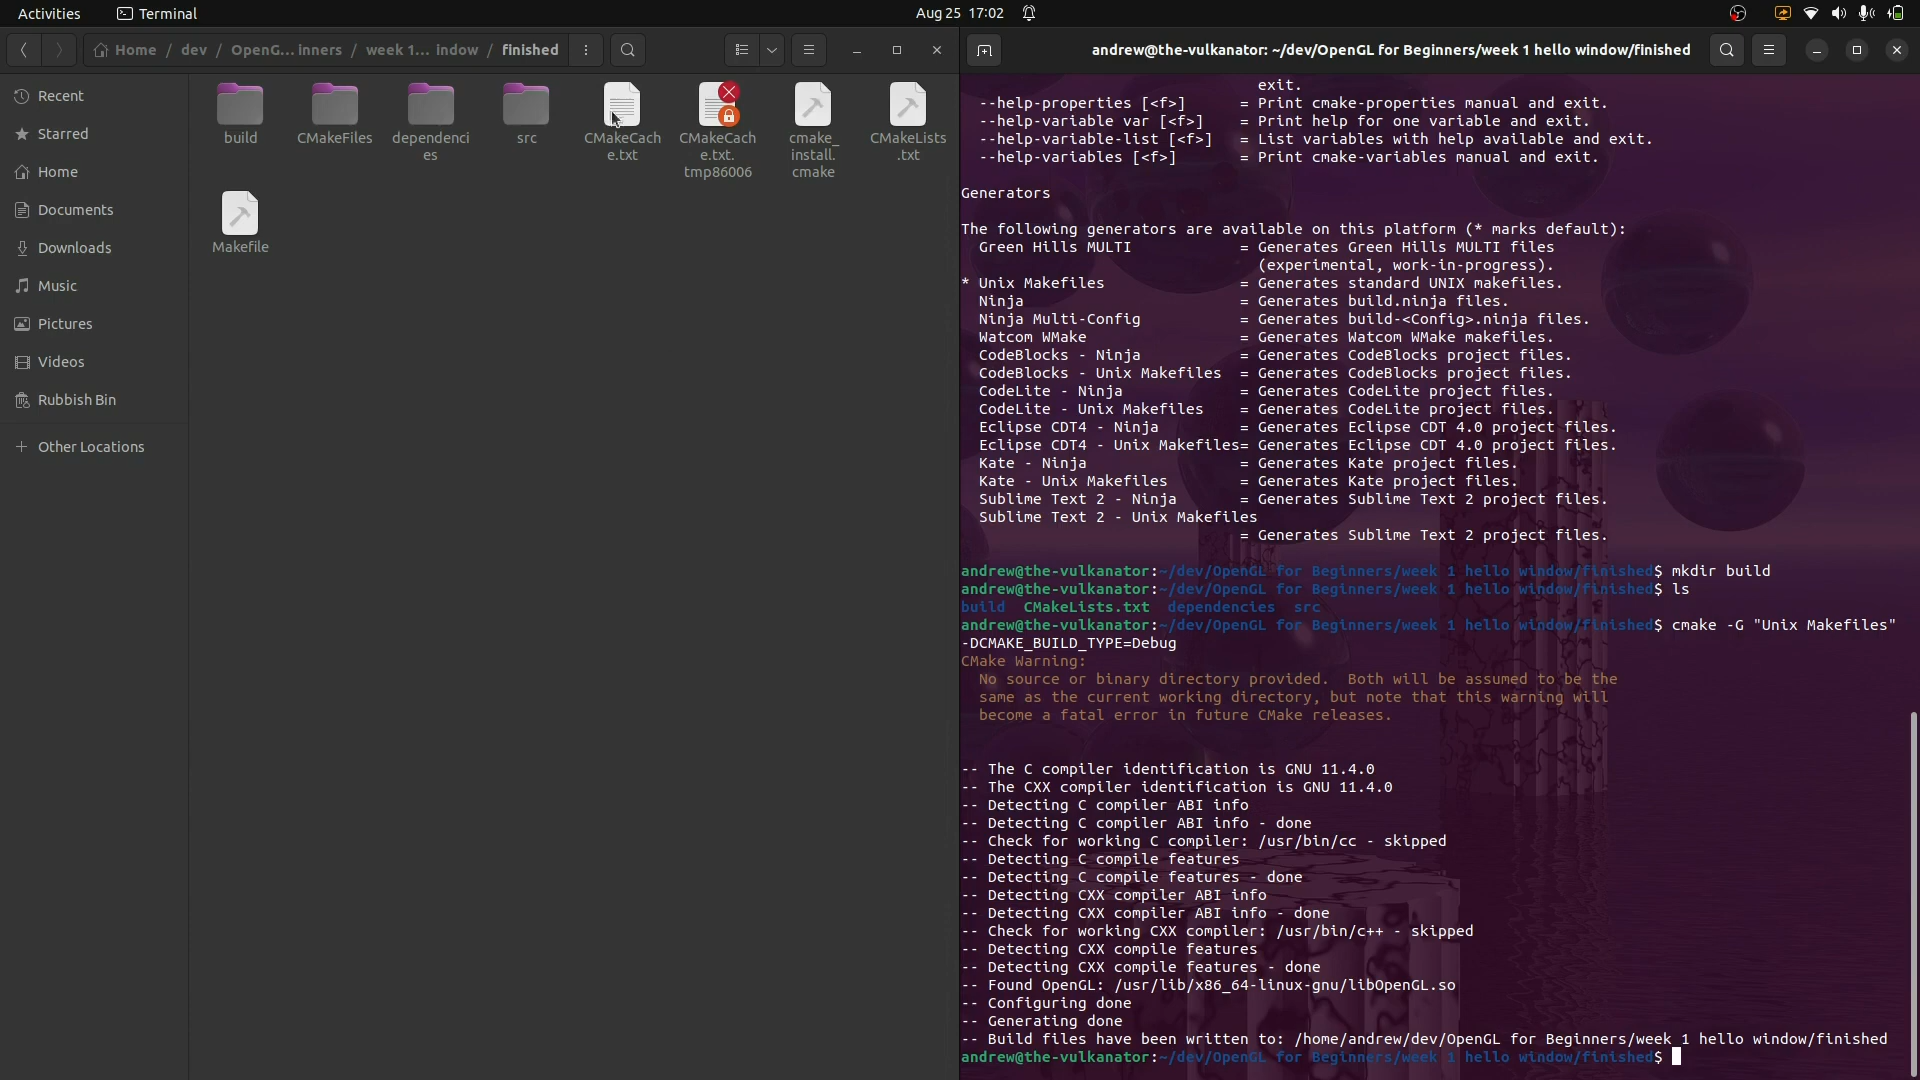 Activities
Terminal
Aug 25 17:02
Home / dev / OpenG... inners / week 1... indow / finished
andrew@the-vulkanator: ~/dev/OpenGL for Beginners/week 1 hello window/finished
Recent
Starred
Home
Documents
Downloads
Music
Pictures
Videos
Rubbish Bin
Other Locations
build
CMakeFiles
dependenci
es
src
CMakeCach
e.txt
CMakeCach
e.txt.
tmp86006
cmake_
install.
cmake
CMakeLists
.txt
Makefile
exit.
--help-properties [<f>] = Print cmake-properties manual and exit.
--help-variable var [<f>] = Print help for one variable and exit.
--help-variable-list [<f>] = List variables with help available and exit.
--help-variables [<f>] = Print cmake-variables manual and exit.
Generators
The following generators are available on this platform (* marks default):
Green Hills MULTI = Generates Green Hills MULTI files
(experimental, work-in-progress).
* Unix Makefiles = Generates standard UNIX makefiles.
Ninja = Generates build.ninja files.
Ninja Multi-Config = Generates build-<Config>.ninja files.
Watcom WMake = Generates Watcom WMake makefiles.
CodeBlocks - Ninja = Generates CodeBlocks project files.
CodeBlocks - Unix Makefiles = Generates CodeBlocks project files.
CodeLite - Ninja = Generates CodeLite project files.
CodeLite - Unix Makefiles = Generates CodeLite project files.
Eclipse CDT4 - Ninja = Generates Eclipse CDT 4.0 project files.
Eclipse CDT4 - Unix Makefiles= Generates Eclipse CDT 4.0 project files.
Kate - Ninja = Generates Kate project files.
Kate - Unix Makefiles = Generates Kate project files.
Sublime Text 2 - Ninja = Generates Sublime Text 2 project files.
Sublime Text 2 - Unix Makefiles
= Generates Sublime Text 2 project files.
andrew@the-vulkanator:~/dev/OpenGL for Beginners/week 1 hello window/finished$ mkdir build
andrew@the-vulkanator:~/dev/OpenGL for Beginners/week 1 hello window/finished$ ls
build CMakeLists.txt dependencies src
andrew@the-vulkanator:~/dev/OpenGL for Beginners/week 1 hello window/finished$ cmake -G "Unix Makefiles"
-DCMAKE_BUILD_TYPE=Debug
CMake Warning:
No source or binary directory provided. Both will be assumed to be the
same as the current working directory, but note that this warning will
become a fatal error in future CMake releases.
-- The C compiler identification is GNU 11.4.0
-- The CXX compiler identification is GNU 11.4.0
-- Detecting C compiler ABI info
-- Detecting C compiler ABI info - done
-- Check for working C compiler: /usr/bin/cc - skipped
-- Detecting C compile features
-- Detecting C compile features - done
-- Detecting CXX compiler ABI info
-- Detecting CXX compiler ABI info - done
-- Check for working CXX compiler: /usr/bin/c++ - skipped
-- Detecting CXX compile features
-- Detecting CXX compile features - done
-- Found OpenGL: /usr/lib/x86_64-linux-gnu/libOpenGL.so
-- Configuring done
-- Generating done
-- Build files have been written to: /home/andrew/dev/OpenGL for Beginners/week 1 hello window/finished
andrew@the-vulkanator:~/dev/OpenGL for Beginners/week 1 hello window/finished$